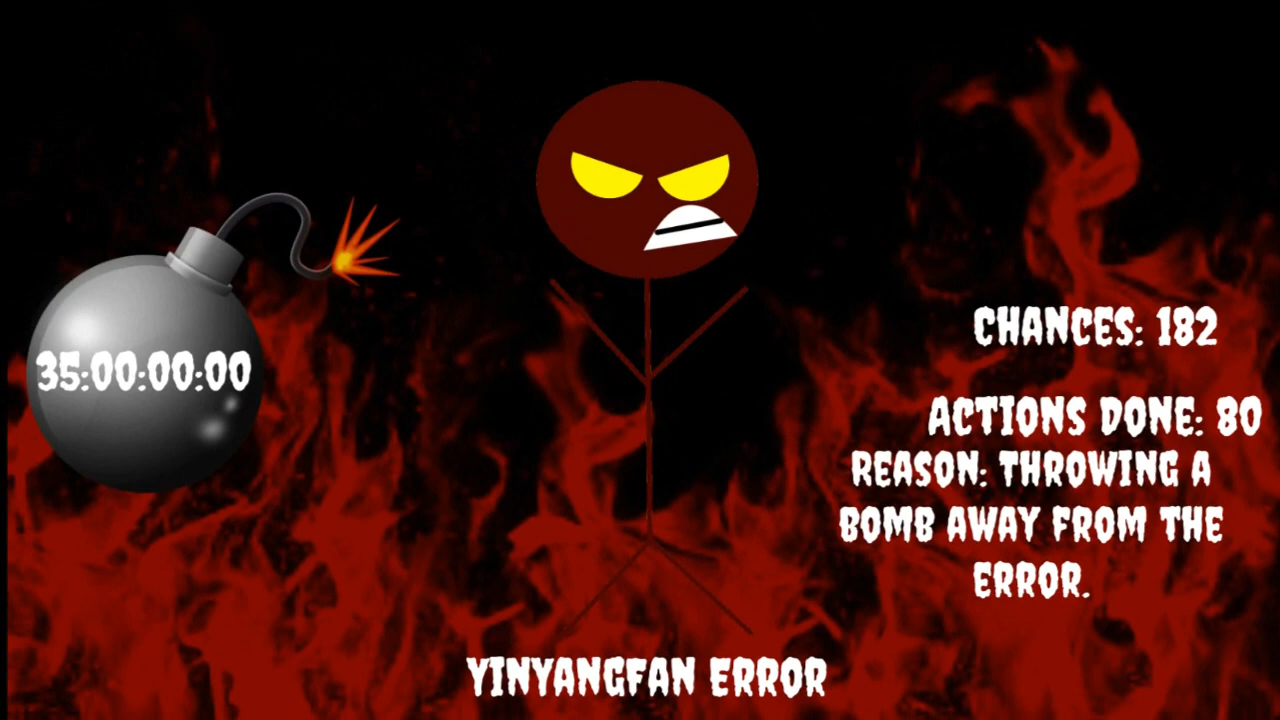 35:00:00:00
CHANCES: 182
ACTIONS DONE: 80
REASON: THROWING A
BOMB AWAY FROM THE
ERROR.
YINYANGFAN ERROR